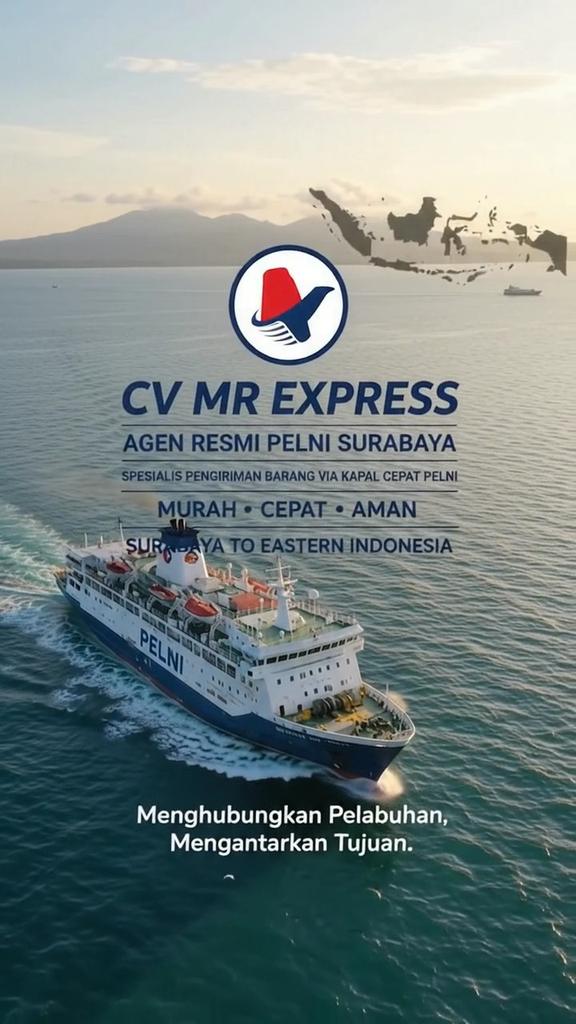 CV MR EXPRESS
AGEN RESMI PELNI SURABAYA
SPESIALIS PENGIRIMAN BARANG VIA KAPAL CEPAT PELNI
MURAH • CEPAT • AMAN
SURABAYA TO EASTERN INDONESIA
PELNI
Menghubungkan Pelabuhan,
Mengantarkan Tujuan.